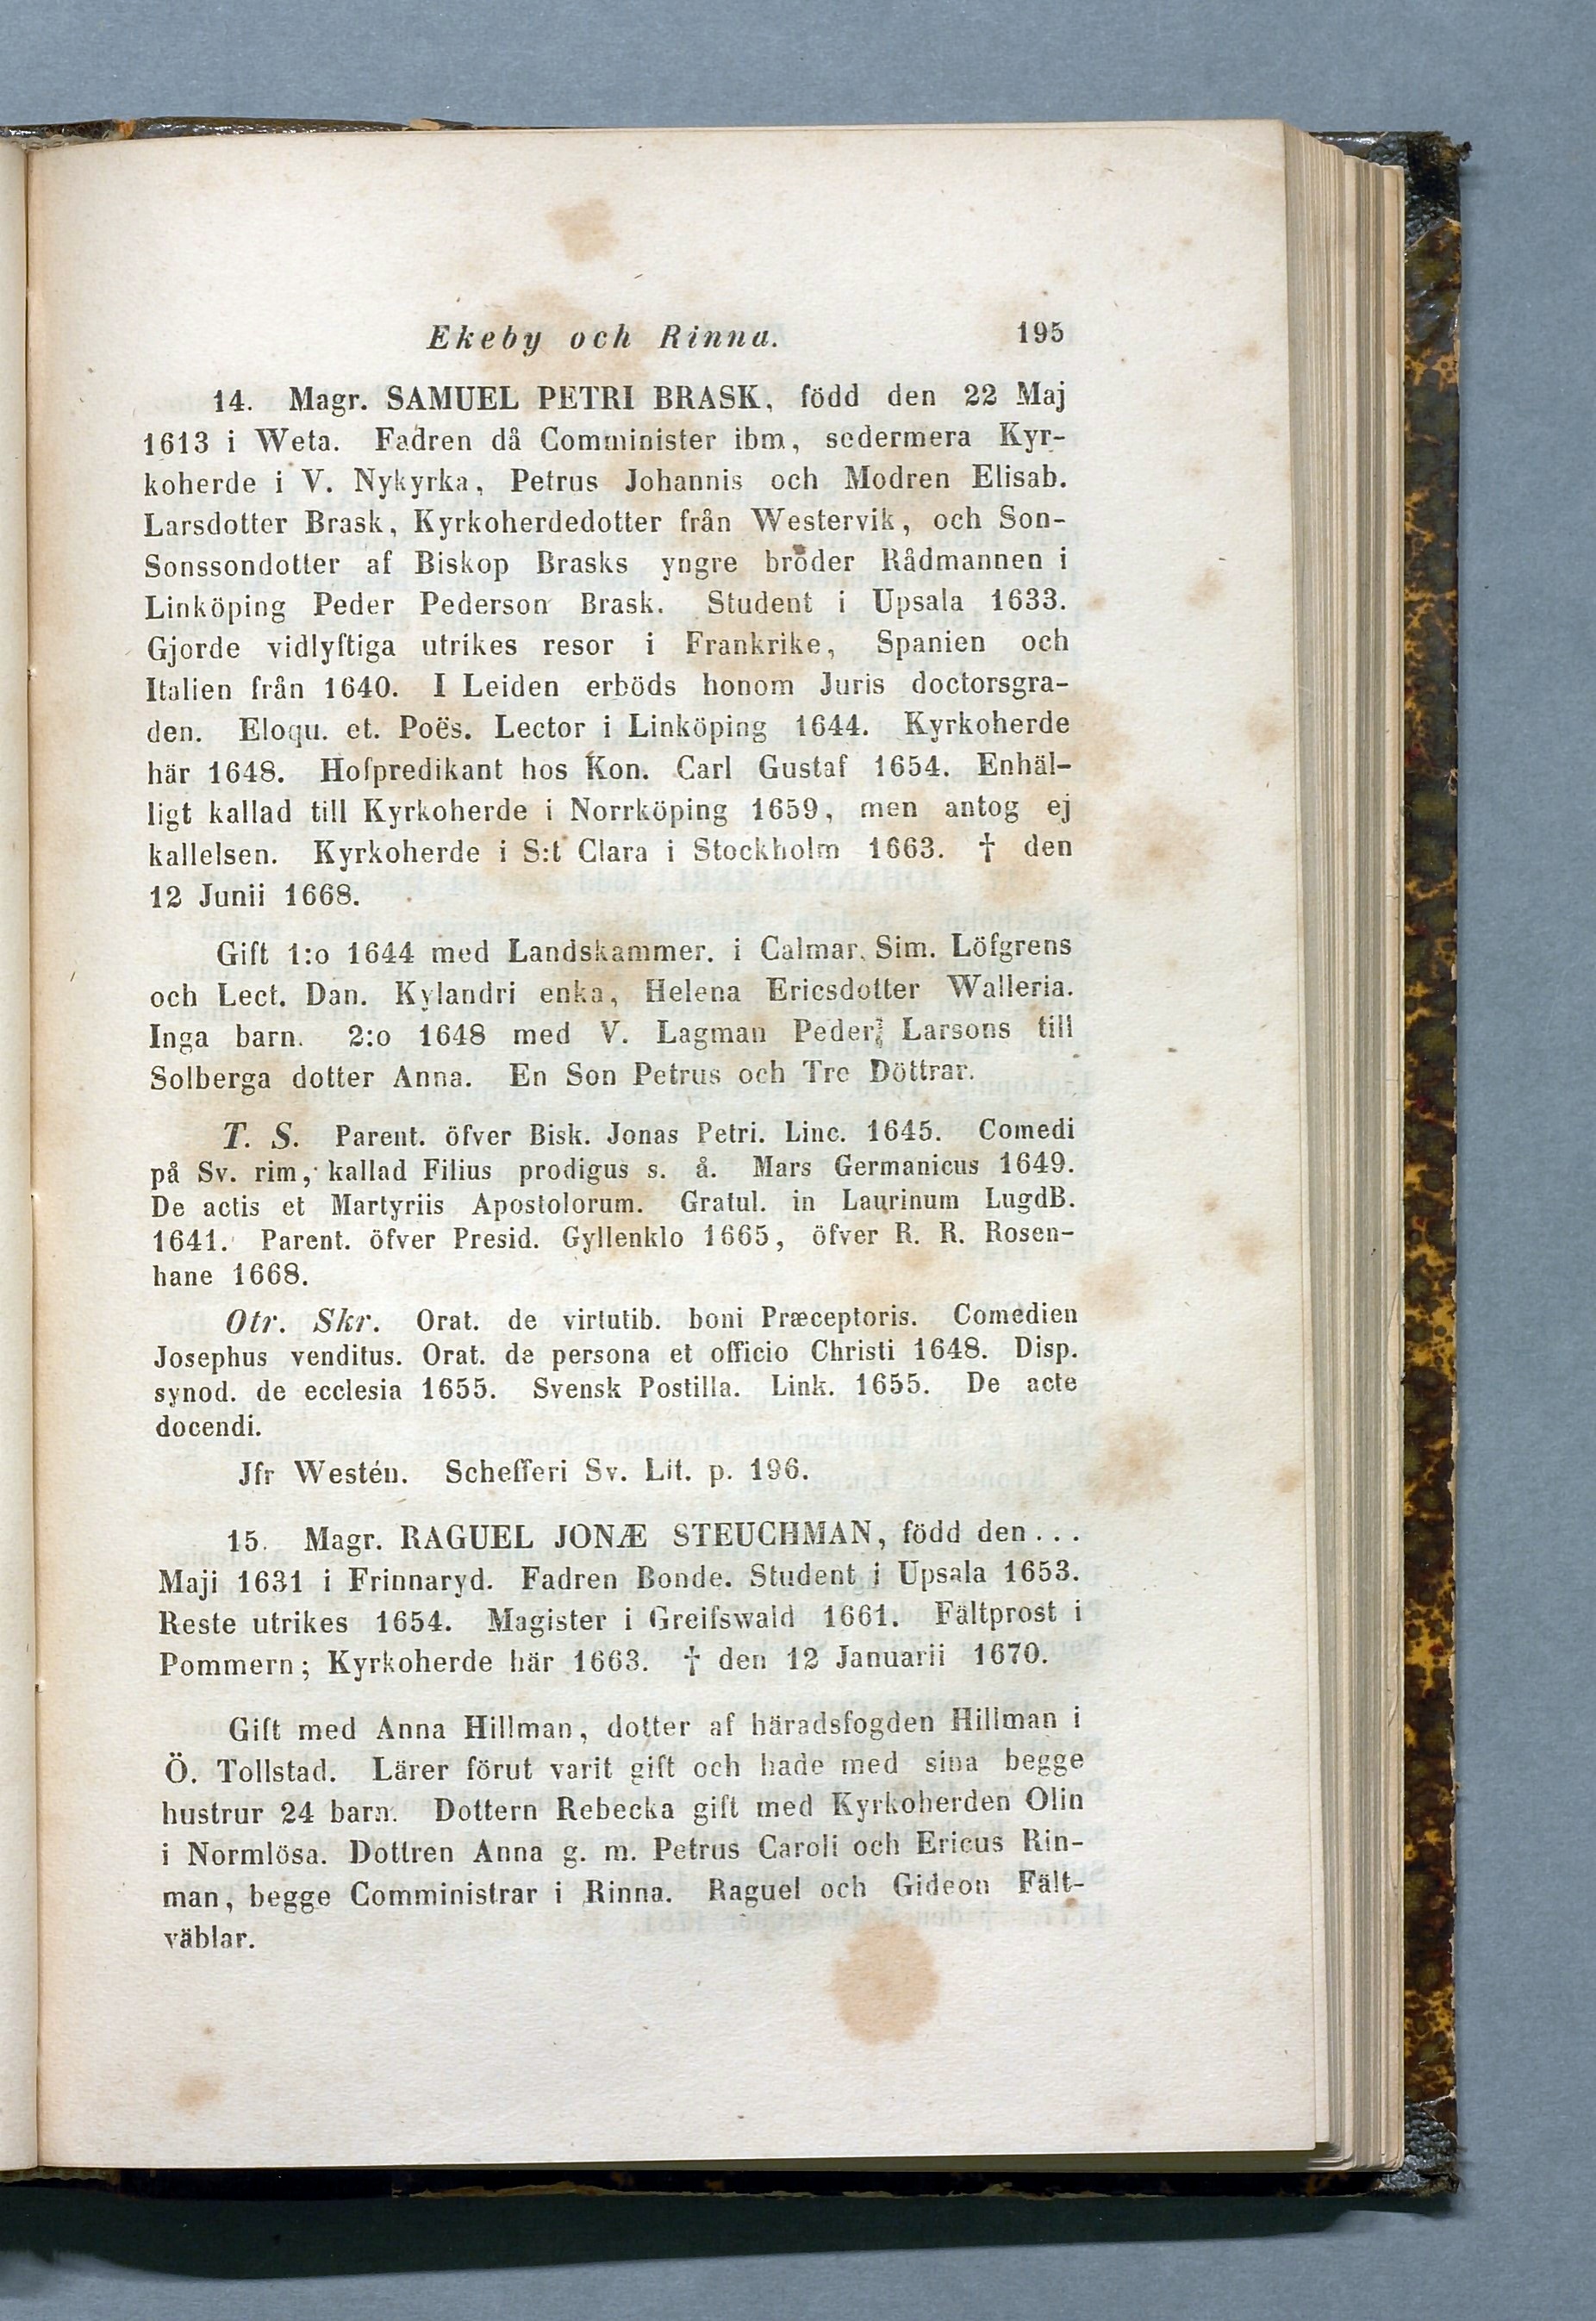 Ekeby och Rinna. 195
14. Magr. SAMUEL PETRI BRASK, född den 22 Maj
1613 i Weta. Fadren då Comminister ibm, sedermera Kyr-
koherde i V. Nykyrka, Petrus Johannis och Modren Elisab.
Larsdotter Brask, Kyrkoherdedotter från Westervik, och Son-
Sonssondotter af Biskop Brasks yngre broder Rådmannen i
Linköping Peder Pederson Brask. Student i Upsala 1633.
Gjorde vidlyftiga utrikes resor i Frankrike, Spanien och
Italien från 1640. I Leiden erböds honom Juris doctorsgra-
den. Eloqu. et. Poës. Lector i Linköping 1644. Kyrkoherde
här 1648. Hofpredikant hos Kon. Carl Gustaf 1654. Enhäl-
ligt kallad till Kyrkoherde i Norrköping 1659, men antog ej
kallelsen. Kyrkoherde i S:t Clara i Stockholm 1663. † den
12 Junii 1668.
Gift 1:o 1644 med Landskammer. i Calmar. Sim. Löfgrens
och Lect. Dan. Kylandri enka, Helena Ericsdotter Walleria.
Inga barn. 2:o 1648 med V. Lagman Peder Larsons till
Solberga dotter Anna. En Son Petrus och Tre Döttrar.
T. S. Parent. öfver Bisk. Jonas Petri. Linc. 1645. Comedi
på Sv. rim, kallad Filius prodigus s. å. Mars Germanicus 1649.
De actis et Martyriis Apostolorum. Gratul. in Laurinum LugdB.
1641. Parent. öfver Presid. Gyllenklo 1665, öfver R. R. Rosen-
hane 1668.
Otr. Skr. Orat. de virtutib. boni Præceptoris. Comedien
Josephus venditus. Orat. de persona et officio Christi 1648. Disp.
synod. de ecclesia 1655. Svensk Postilla. Link. 1655. De acte
docendi.
Jfr Westén. Schefferi Sv. Lit. p. 196.
15. Magr. RAGUEL JONÆ STEUCHMAN, född den...
Maji 1631 i Frinnaryd. Fadren Bonde. Student i Upsala 1653.
Reste utrikes 1654. Magister i Greifswald 1661. Fältprost i
Pommern; Kyrkoherde här 1663. † den 12 Januarii 1670.
Gift med Anna Hillman, dotter af häradsfogden Hillman i
Ö. Tollstad. Lärer förut varit gift och hade med sina begge
hustrur 24 barn. Dottern Rebecka gift med Kyrkoherden Olin
i Normlösa. Dottren Anna g. m. Petrus Caroli och Ericus Rin-
man, begge Comministrar i Rinna. Raguel och Gideon Fält-
väblar.